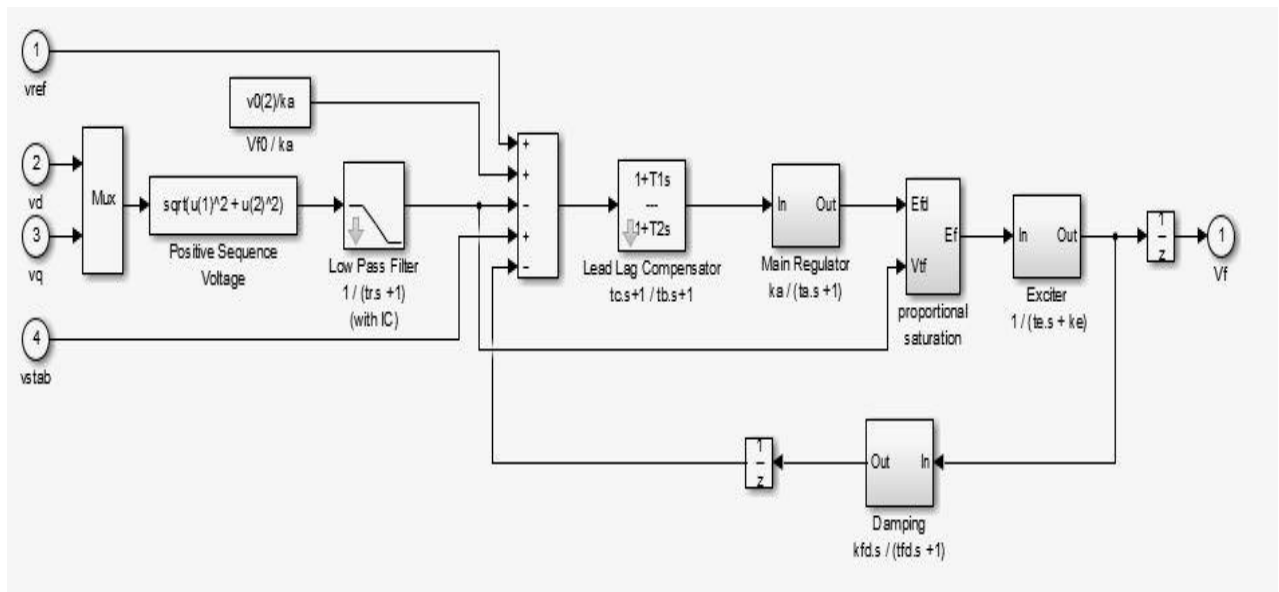 1
vref
v0(2)/ka
Vf0 / ka
2
vd
3
vq
Mux
sqrt(u(1)^2 + u(2)^2)
Positive Sequence
Voltage
Low Pass Filter
1 / (tr.s +1)
(with IC)
4
vstab
+
+
−
+
−
1+T1s
---
1+T2s
Lead Lag Compensator
tc.s+1 / tb.s+1
In Out
Main Regulator
ka / (ta.s +1)
Efd
Ef
Vtf
proportional
saturation
In Out
Exciter
1 / (te.s + ke)
1
z
1
Vf
1
z
Out In
Damping
kfd.s / (tfd.s +1)